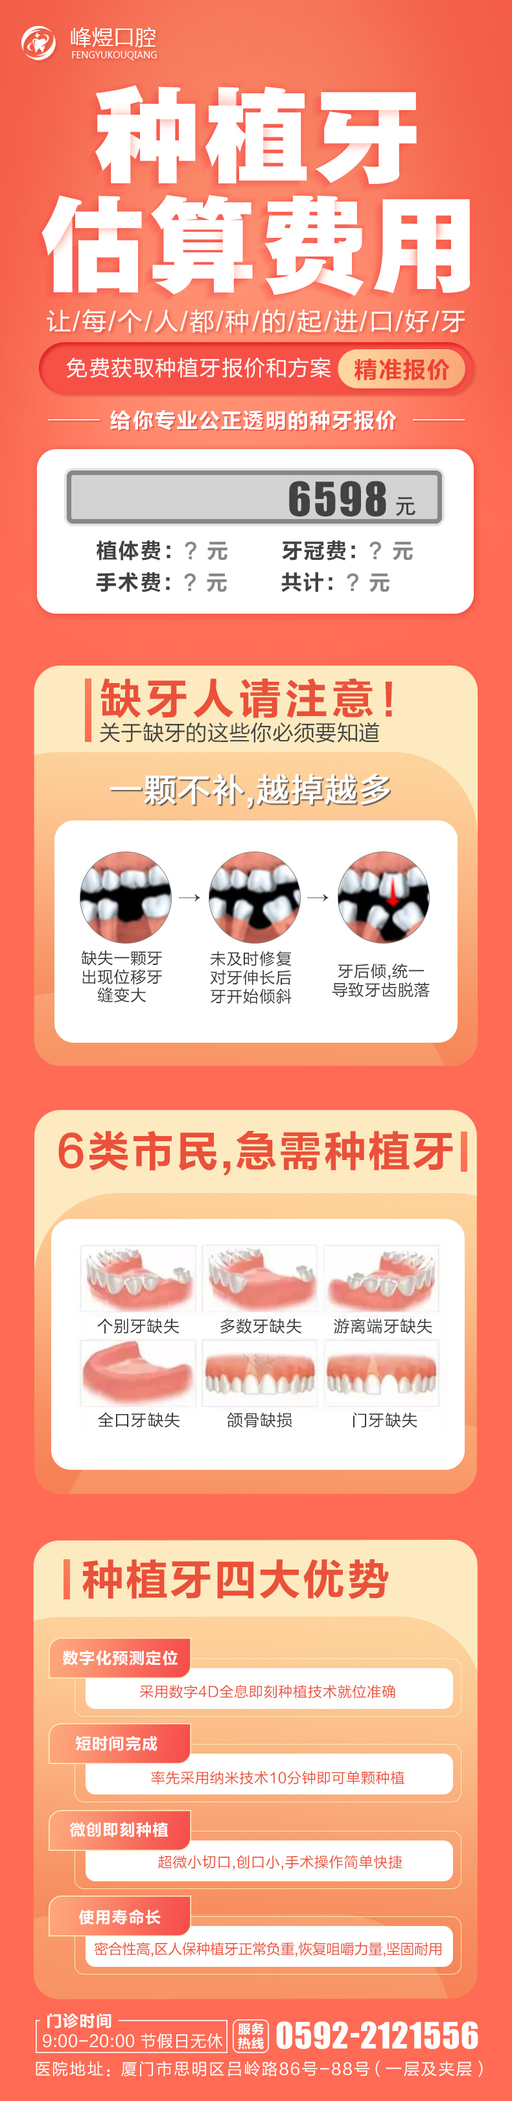 峰煜口腔
FENGYUKOUQIANG
种植牙
估算费用
让/每/个/人/都/种/的/起/进/口/好/牙
免费获取种植牙报价和方案 精准报价
给你专业公正透明的种牙报价
6598 元
植体费：？元 牙冠费：？元
手术费：？元 共计：？元
缺牙人请注意！
关于缺牙的这些你必须要知道
一颗不补,越掉越多
缺失一颗牙
出现位移牙
缝变大
未及时修复
对牙伸长后
牙开始倾斜
牙后倾,统一
导致牙齿脱落
6类市民,急需种植牙
个别牙缺失 多数牙缺失 游离端牙缺失
全口牙缺失 颌骨缺损 门牙缺失
种植牙四大优势
数字化预测定位
采用数字4D全息即刻种植技术就位准确
短时间完成
率先采用纳米技术10分钟即可单颗种植
微创即刻种植
超微小切口,创口小,手术操作简单快捷
使用寿命长
密合性高,区人保种植牙正常负重,恢复咀嚼力量,坚固耐用
门诊时间
9:00-20:00 节假日无休
服务
热线
0592-2121556
医院地址：厦门市思明区吕岭路86号-88号（一层及夹层）